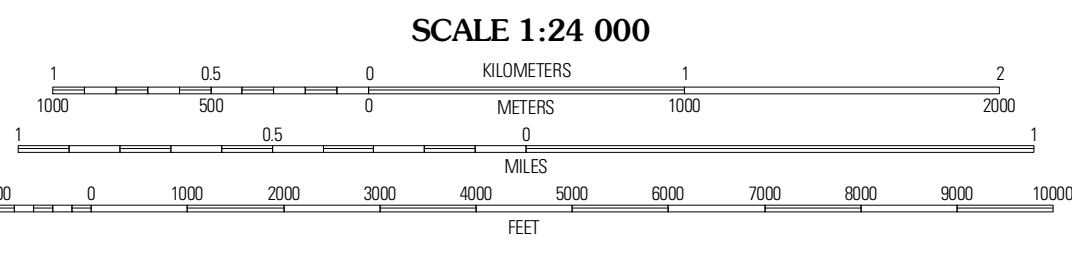 SCALE 1:24 000
1 0.5 0 KILOMETERS 1 2
1000 500 0 METERS 1000 2000
1 0.5 0 1
MILES
0 1000 2000 3000 4000 5000 6000 7000 8000 9000 10000
FEET